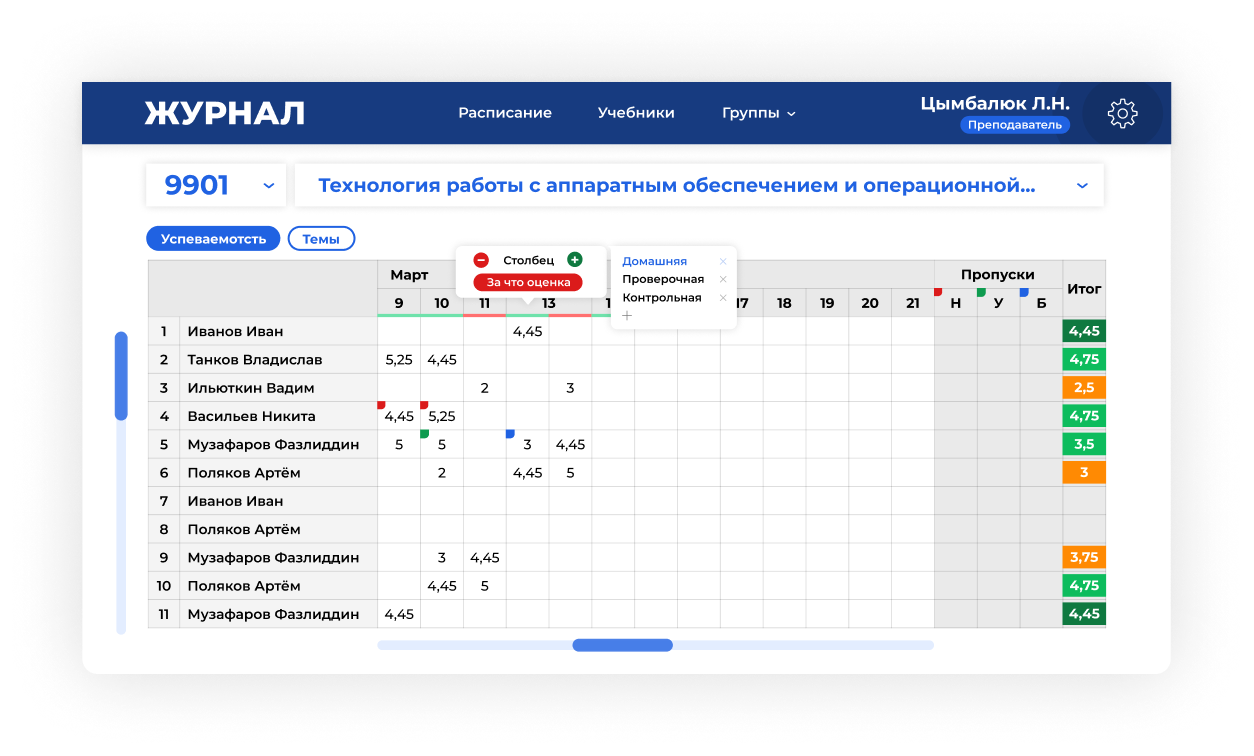 ЖУРНАЛ Расписание Учебники Группы Цымбалюк Л.Н.
Преподаватель
9901 Технология работы с аппаратным обеспечением и операционной...
Успеваемотсть Темы
Столбец
За что оценка
Домашняя
Проверочная
Контрольная
Март Пропуски Итог
9 10 11 13 17 18 19 20 21 Н У Б
1 Иванов Иван 4,45 4,45
2 Танков Владислав 5,25 4,45 4,75
3 Ильюткин Вадим 2 3 2,5
4 Васильев Никита 4,45 5,25 4,75
5 Музафаров Фазлиддин 5 5 3 4,45 3,5
6 Поляков Артём 2 4,45 5 3
7 Иванов Иван
8 Поляков Артём
9 Музафаров Фазлиддин 3 4,45 3,75
10 Поляков Артём 4,45 5 4,75
11 Музафаров Фазлиддин 4,45 4,45